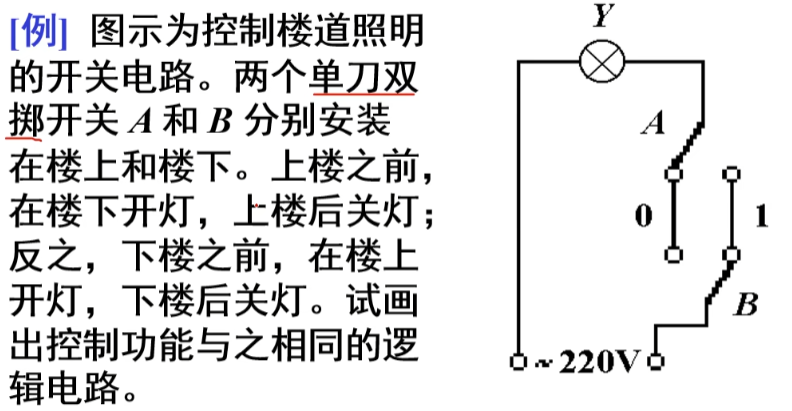 [例] 图示为控制楼道照明
的开关电路。两个单刀双
掷开关 A 和 B 分别安装
在楼上和楼下。上楼之前，
在楼下开灯，上楼后关灯；
反之，下楼之前，在楼上
开灯，下楼后关灯。试画
出控制功能与之相同的逻
辑电路。
Y
A
0
1
B
~220V